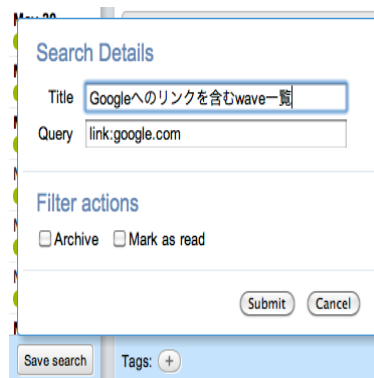 May 20
Search Details
Title Googleへのリンクを含むwave一覧
Query link:google.com
Filter actions
Archive Mark as read
Submit Cancel
Save search Tags: +